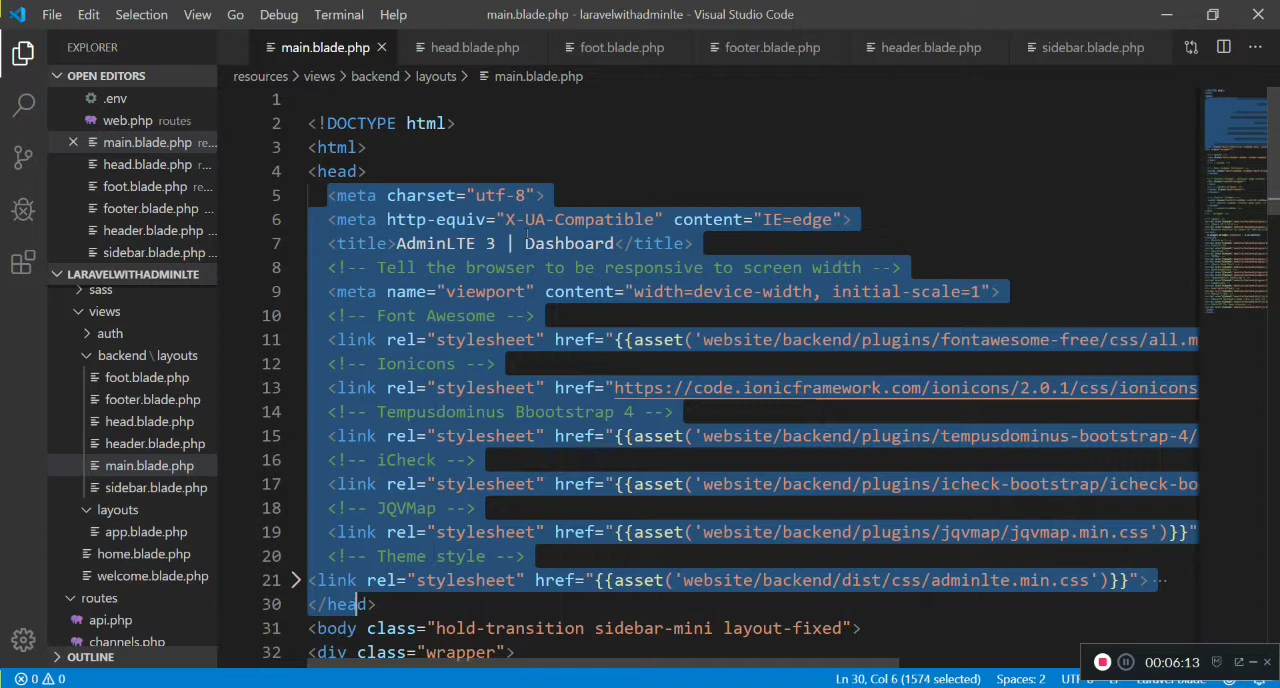 File Edit Selection View Go Debug Terminal Help main.blade.php - laravelwithadminlte - Visual Studio Code
EXPLORER
main.blade.php head.blade.php foot.blade.php footer.blade.php header.blade.php sidebar.blade.php
resources > views > backend > layouts > main.blade.php
OPEN EDITORS
.env
web.php routes
main.blade.php re...
head.blade.php r...
foot.blade.php re...
footer.blade.php ...
header.blade.php ...
sidebar.blade.php ...
LARAVELWITHADMINLTE
sass
views
auth
backend \ layouts
foot.blade.php
footer.blade.php
head.blade.php
header.blade.php
main.blade.php
sidebar.blade.php
layouts
app.blade.php
home.blade.php
welcome.blade.php
routes
api.php
channels.php
OUTLINE
1
2 <!DOCTYPE html>
3 <html>
4 <head>
5 <meta charset="utf-8">
6 <meta http-equiv="X-UA-Compatible" content="IE=edge">
7 <title>AdminLTE 3 | Dashboard</title>
8 <!-- Tell the browser to be responsive to screen width -->
9 <meta name="viewport" content="width=device-width, initial-scale=1">
10 <!-- Font Awesome -->
11 <link rel="stylesheet" href="{{asset('website/backend/plugins/fontawesome-free/css/all.m
12 <!-- Ionicons -->
13 <link rel="stylesheet" href="https://code.ionicframework.com/ionicons/2.0.1/css/ionicons
14 <!-- Tempusdominus Bbootstrap 4 -->
15 <link rel="stylesheet" href="{{asset('website/backend/plugins/tempusdominus-bootstrap-4/
16 <!-- iCheck -->
17 <link rel="stylesheet" href="{{asset('website/backend/plugins/icheck-bootstrap/icheck-bo
18 <!-- JQVMap -->
19 <link rel="stylesheet" href="{{asset('website/backend/plugins/jqvmap/jqvmap.min.css')}}"
20 <!-- Theme style -->
21 <link rel="stylesheet" href="{{asset('website/backend/dist/css/adminlte.min.css')}}">...
30 </head>
31 <body class="hold-transition sidebar-mini layout-fixed">
32 <div class="wrapper">
00:06:13
0 0 Ln 30, Col 6 (1574 selected) Spaces: 2